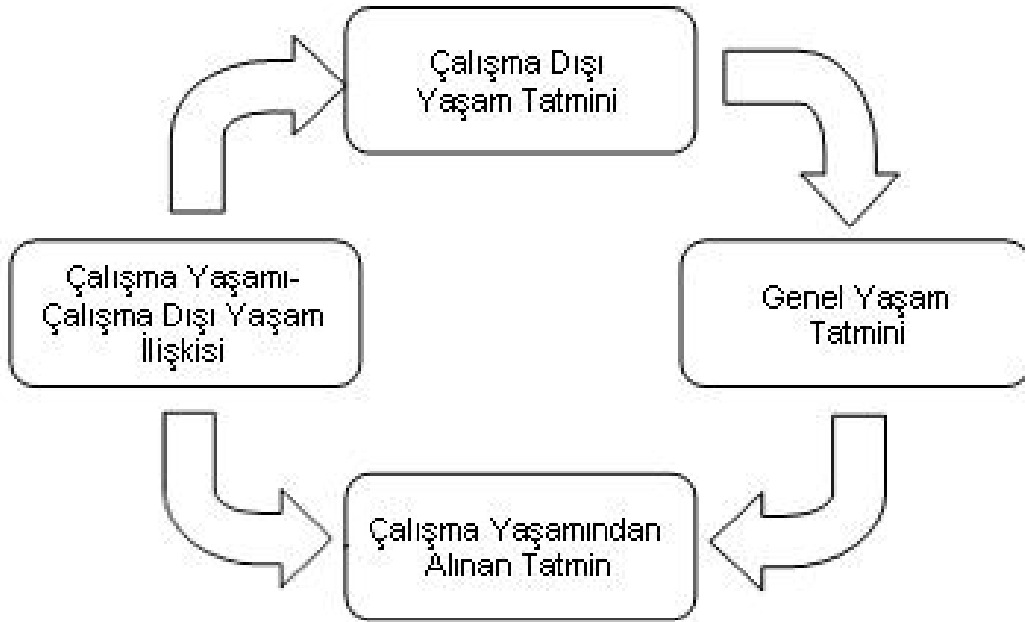 Çalışma Dışı
Yaşam Tatmini
Çalışma Yaşamı-
Çalışma Dışı Yaşam
İlişkisi
Genel Yaşam
Tatmini
Çalışma Yaşamından
Alınan Tatmin